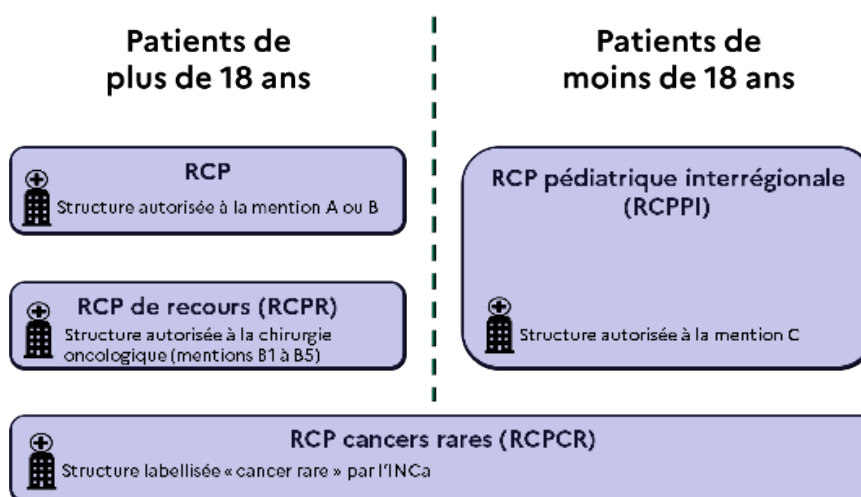 Patients de
plus de 18 ans
Patients de
moins de 18 ans
RCP
Structure autorisée à la mention A ou B
RCP de recours (RCPR)
Structure autorisée à la chirurgie
oncologique (mentions B1 à B5)
RCP pédiatrique interrégionale
(RCPPI)
Structure autorisée à la mention C
RCP cancers rares (RCPCR)
Structure labellisée « cancer rare » par l'INCa